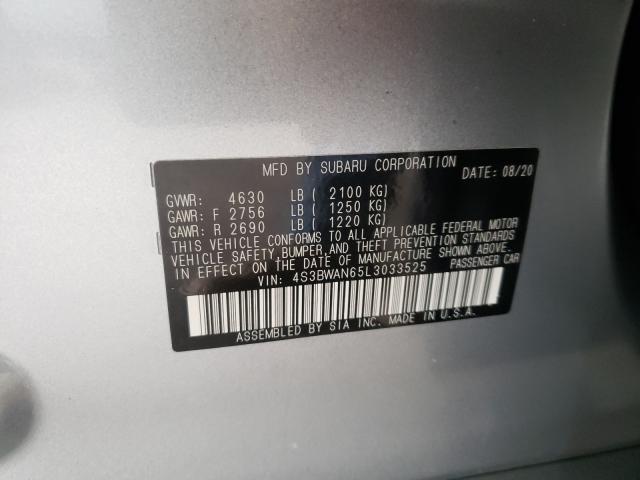 MFD BY SUBARU CORPORATION
DATE: 08/20
GVWR: 4630 LB ( 2100 KG)
GAWR: F 2756 LB ( 1250 KG)
GAWR: R 2690 LB ( 1220 KG)
THIS VEHICLE CONFORMS TO ALL APPLICABLE FEDERAL MOTOR
VEHICLE SAFETY, BUMPER, AND THEFT PREVENTION STANDARDS
IN EFFECT ON THE DATE OF MANUFACTURE SHOWN ABOVE.
VIN: 4S3BWAN65L3033525 PASSENGER CAR
ASSEMBLED BY SIA INC. MADE IN U.S.A.